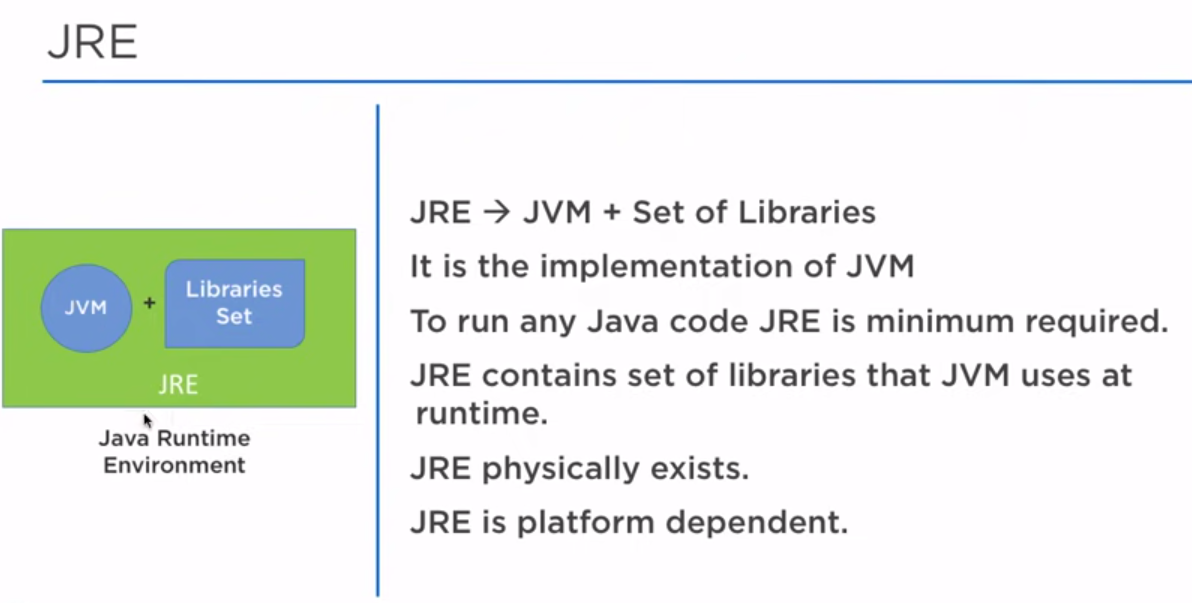 JRE
JVM
+
Libraries
Set
JRE
Java Runtime
Environment
JRE → JVM + Set of Libraries
It is the implementation of JVM
To run any Java code JRE is minimum required.
JRE contains set of libraries that JVM uses at
runtime.
JRE physically exists.
JRE is platform dependent.